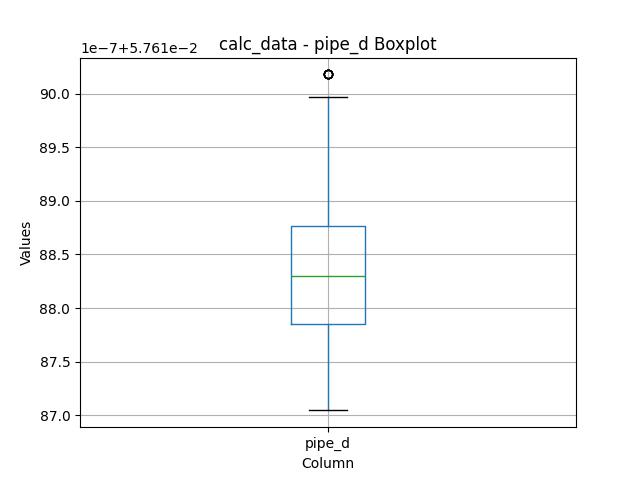 1e−7+5.761e−2
calc_data - pipe_d Boxplot
90.0
89.5
89.0
88.5
88.0
87.5
87.0
Values
pipe_d
Column